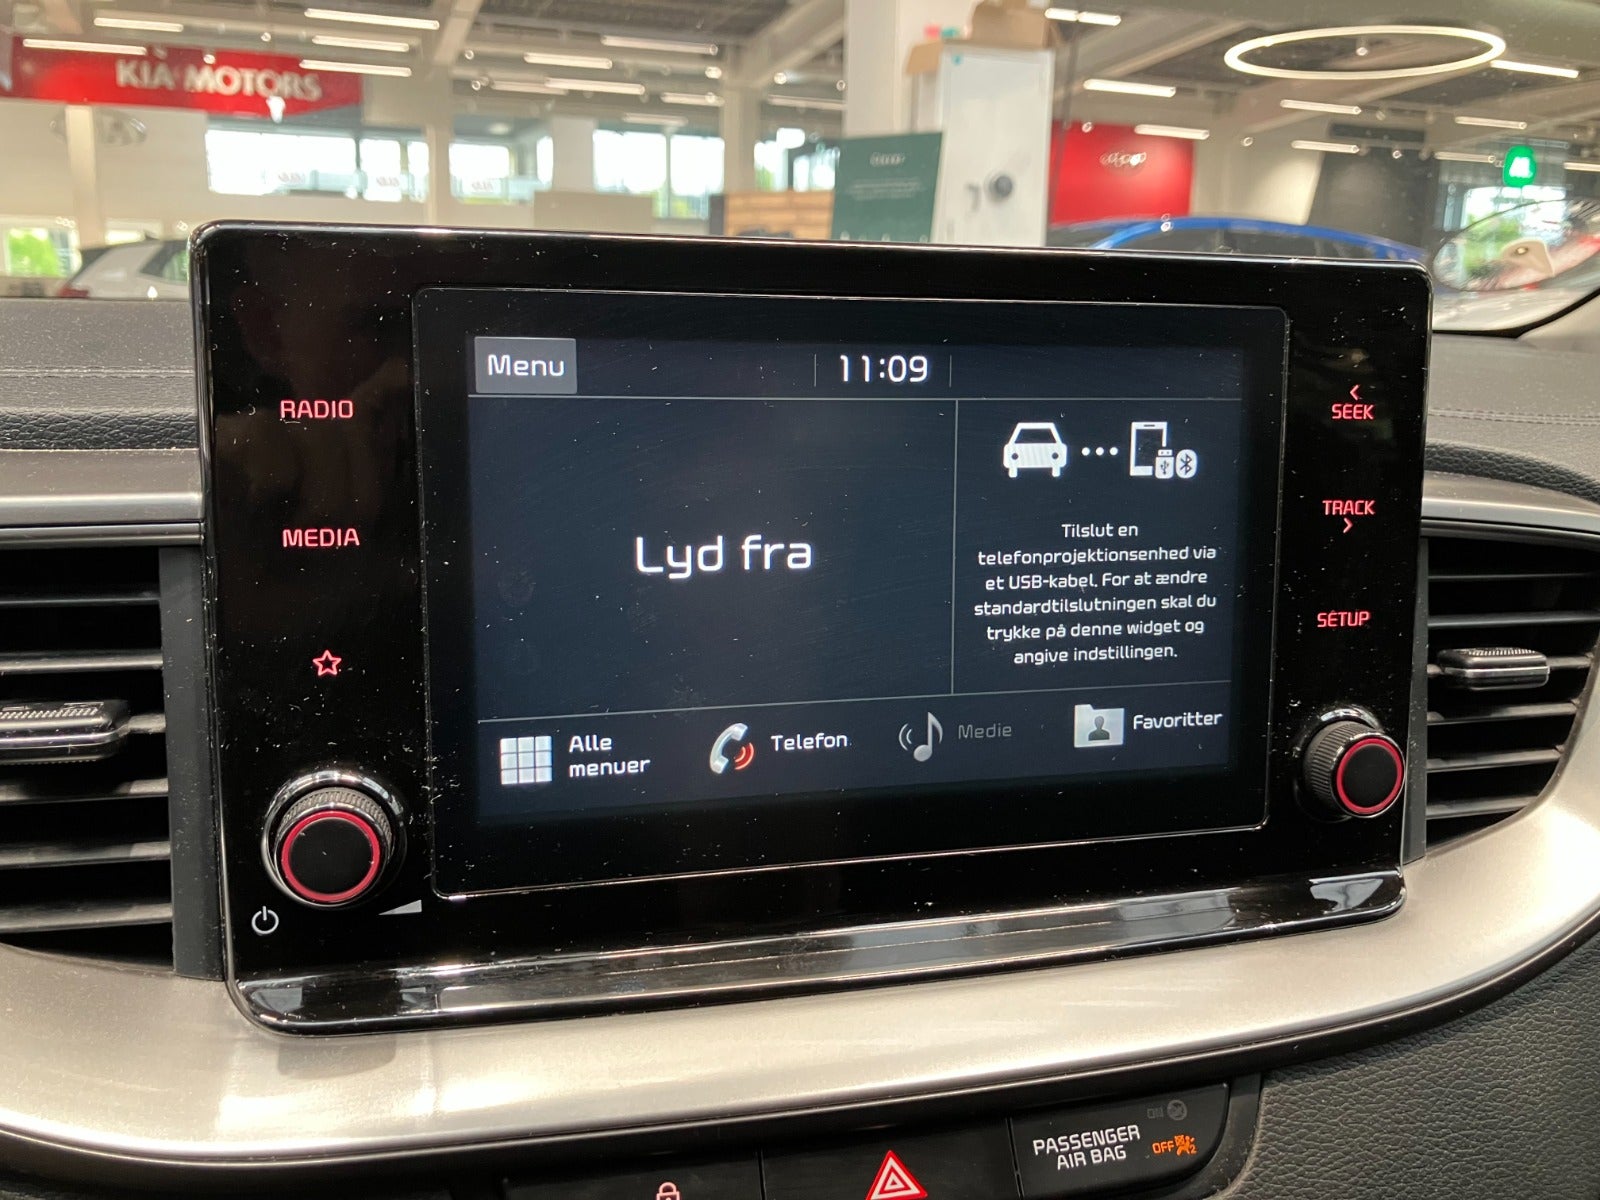 KIA MOTORS
Menu
11:09
RADIO
MEDIA
Lyd fra
Tilslut en
telefonprojektionsenhed via
et USB-kabel. For at ændre
standardtilslutningen skal du
trykke på denne widget og
angive indstillingen.
Alle
menuer
Telefon
Medie
Favoritter
SEEK
TRACK
SETUP
PASSENGER
AIR BAG
ON
OFF